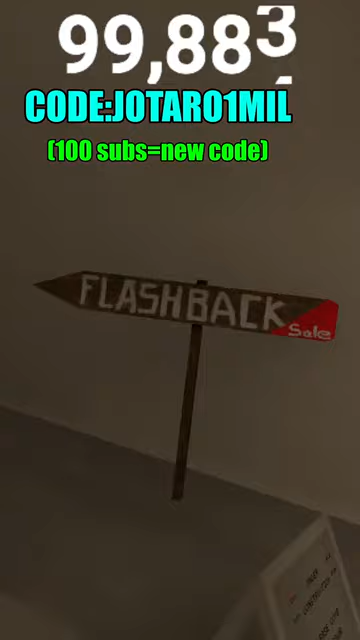 99,883
CODE:JOTARO1MIL
(100 subs=new code)
FLASHBACK
Sale